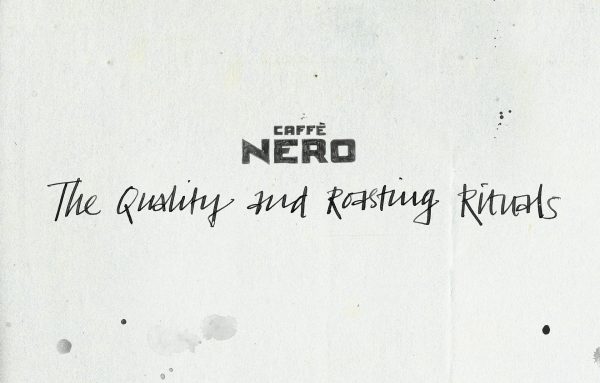 CAFFÈ
NERO
The Quality and Roasting Rituals